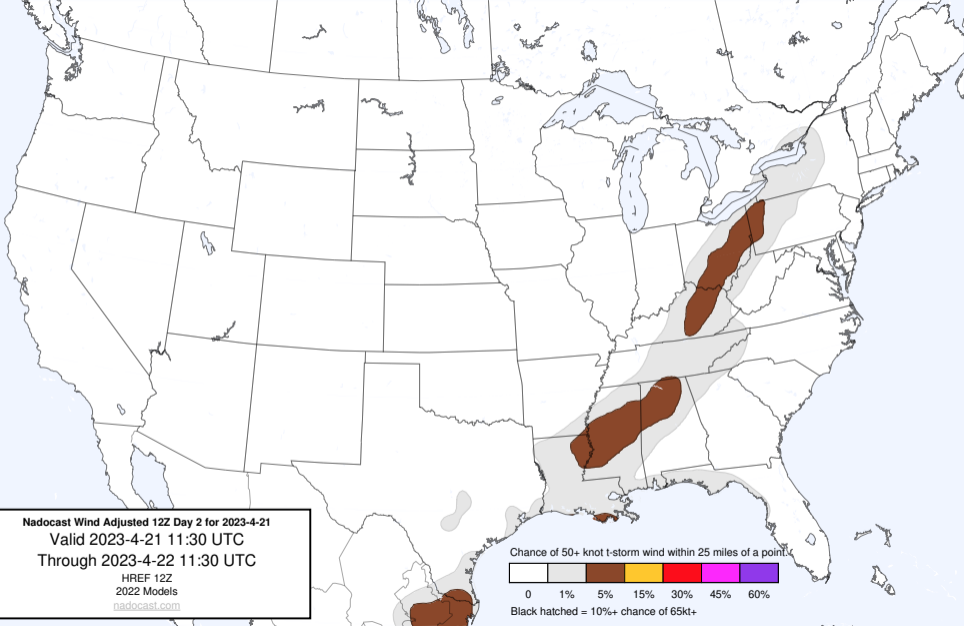 Nadocast Wind Adjusted 12Z Day 2 for 2023-4-21
Valid 2023-4-21 11:30 UTC
Through 2023-4-22 11:30 UTC
HREF 12Z
2022 Models
nadocast.com
Chance of 50+ knot t-storm wind within 25 miles of a point.
0 1% 5% 15% 30% 45% 60%
Black hatched = 10%+ chance of 65kt+